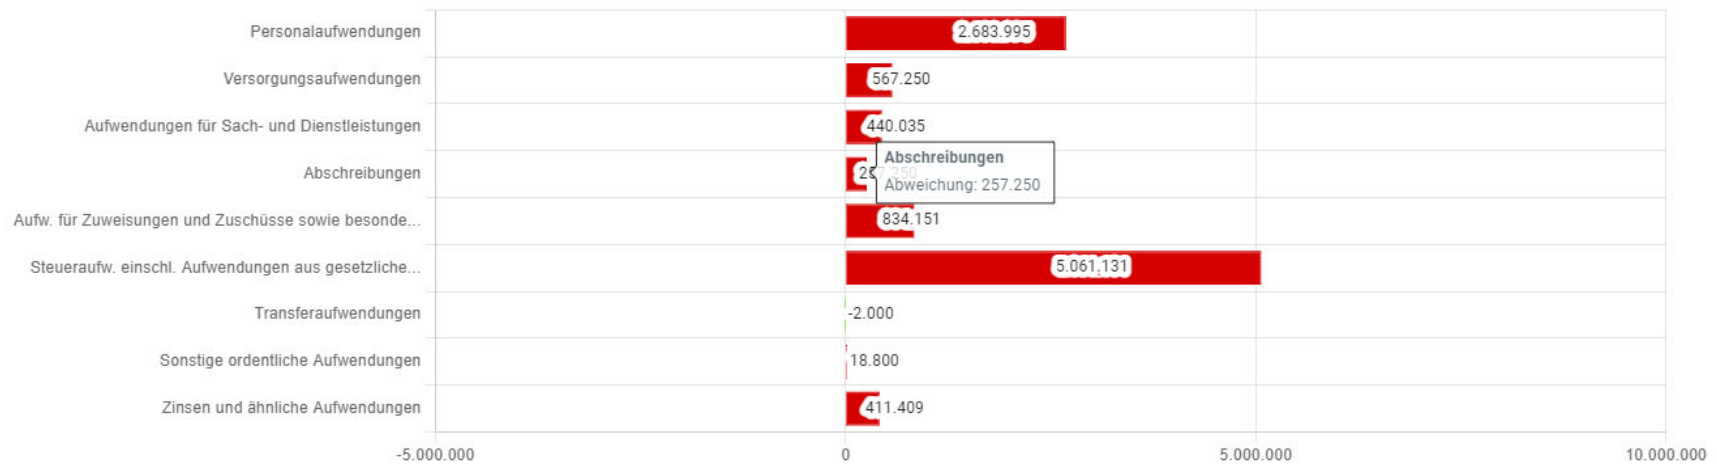 Personalaufwendungen 2.683.995
Versorgungsaufwendungen 567.250
Aufwendungen für Sach- und Dienstleistungen 440.035
Abschreibungen
Abschreibungen
Abweichung: 257.250
Aufw. für Zuweisungen und Zuschüsse sowie besonde... 834.151
Steueraufw. einschl. Aufwendungen aus gesetzliche... 5.061.131
Transferaufwendungen -2.000
Sonstige ordentliche Aufwendungen 18.800
Zinsen und ähnliche Aufwendungen 411.409
-5.000.000 0 5.000.000 10.000.000